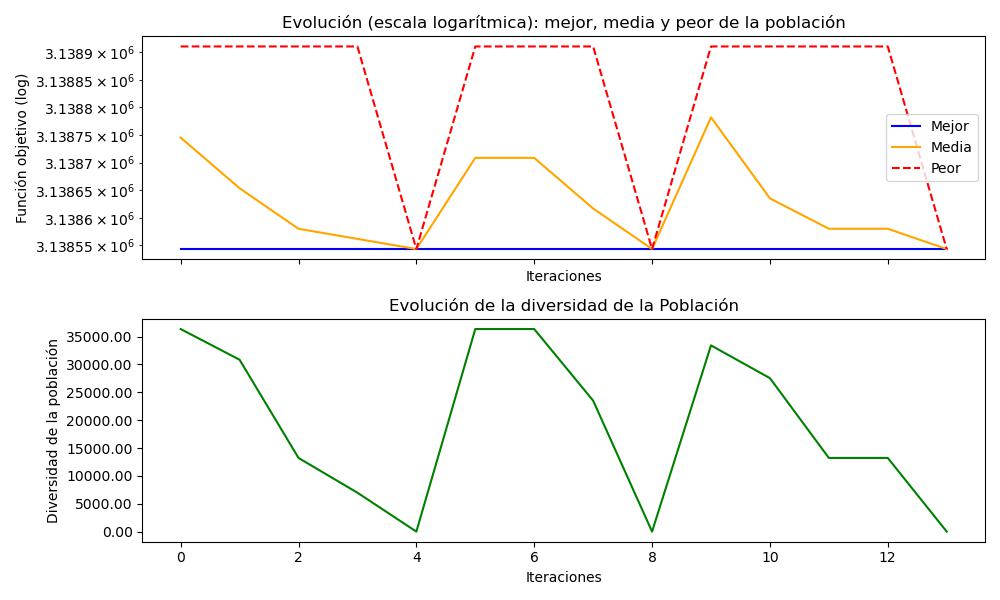 Evolución (escala logarítmica): mejor, media y peor de la población
Función objetivo (log)
3.1389 × 10⁶
3.13885 × 10⁶
3.1388 × 10⁶
3.13875 × 10⁶
3.1387 × 10⁶
3.13865 × 10⁶
3.1386 × 10⁶
3.13855 × 10⁶
Mejor
Media
Peor
Iteraciones
Evolución de la diversidad de la Población
Diversidad de la población
35000.00
30000.00
25000.00
20000.00
15000.00
10000.00
5000.00
0.00
0 2 4 6 8 10 12
Iteraciones